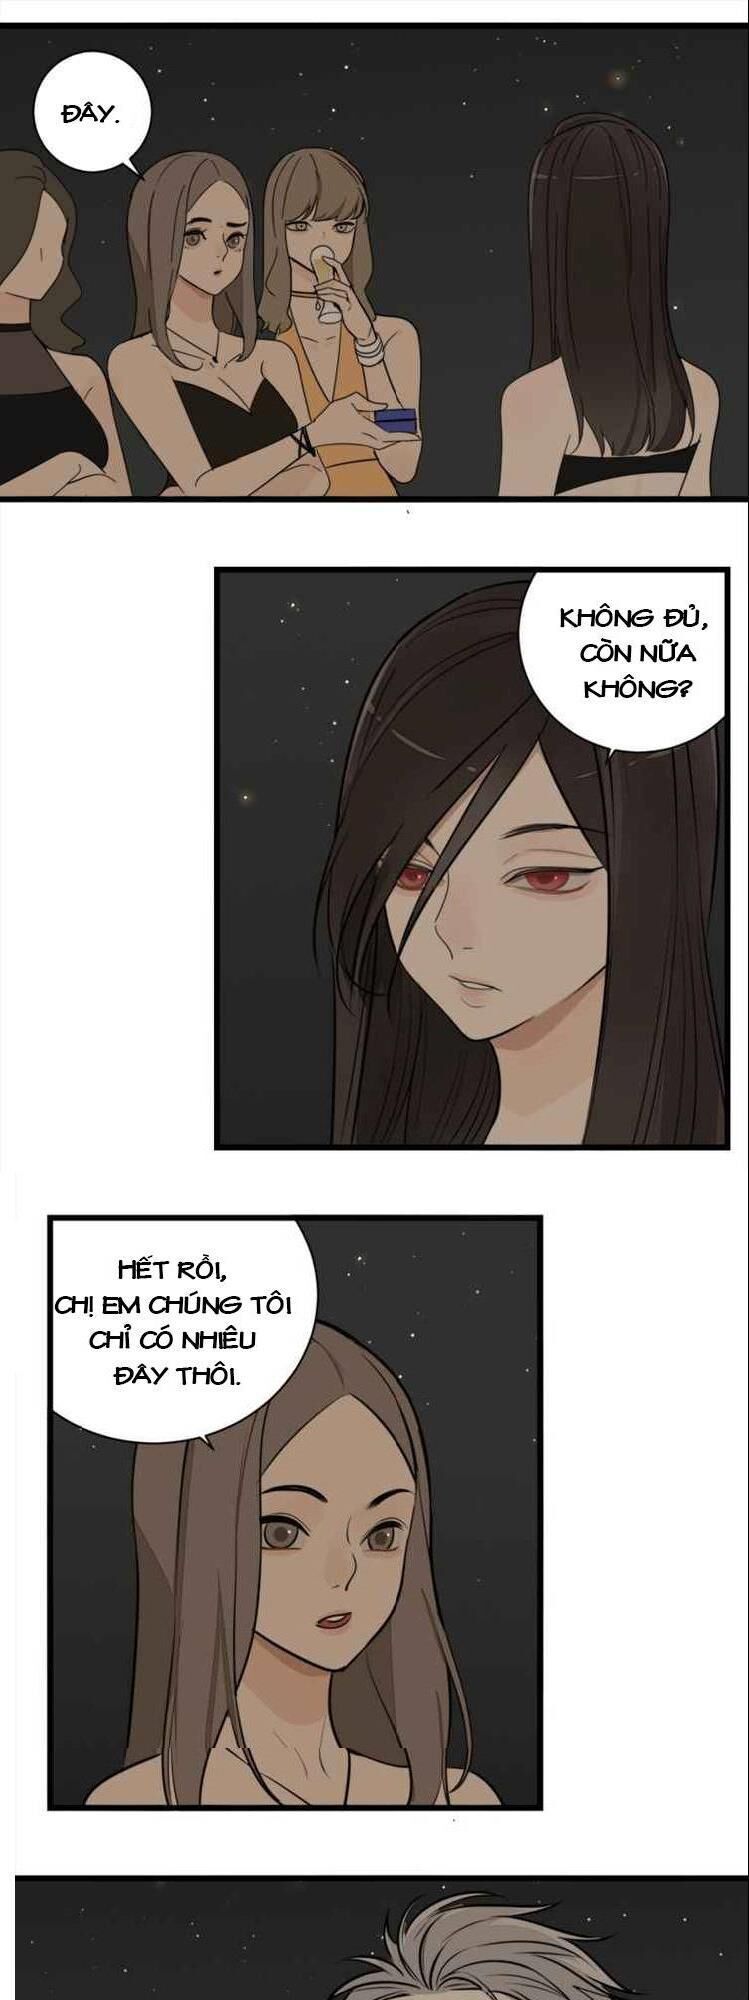 ĐÂY.
KHÔNG ĐỦ,
CÒN NỮA
KHÔNG?
HẾT RỒI,
CHỊ EM CHÚNG TÔI
CHỈ CÓ NHIÊU
ĐÂY THÔI.